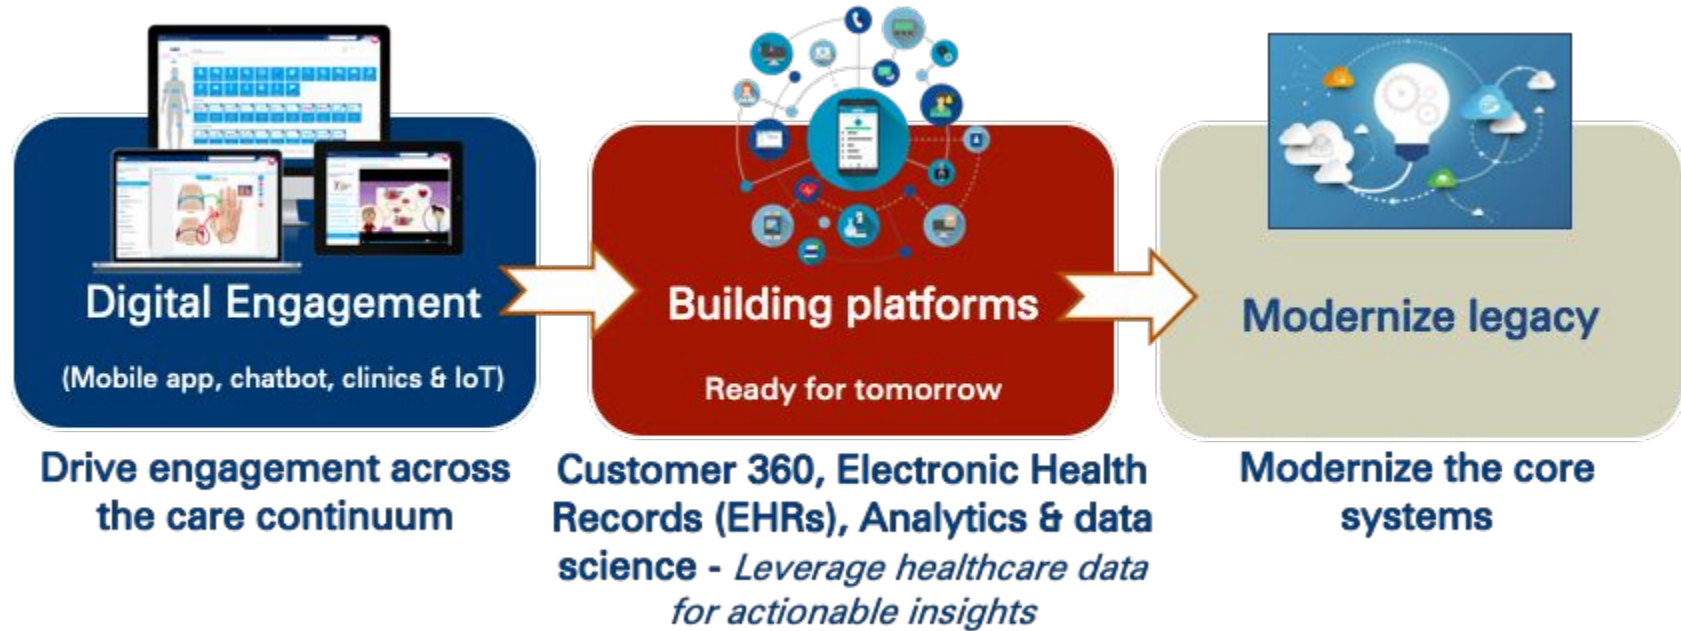 Digital Engagement
(Mobile app, chatbot, clinics & IoT)
Drive engagement across
the care continuum
Building platforms
Ready for tomorrow
Customer 360, Electronic Health
Records (EHRs), Analytics & data
science - Leverage healthcare data
for actionable insights
Modernize legacy
Modernize the core
systems